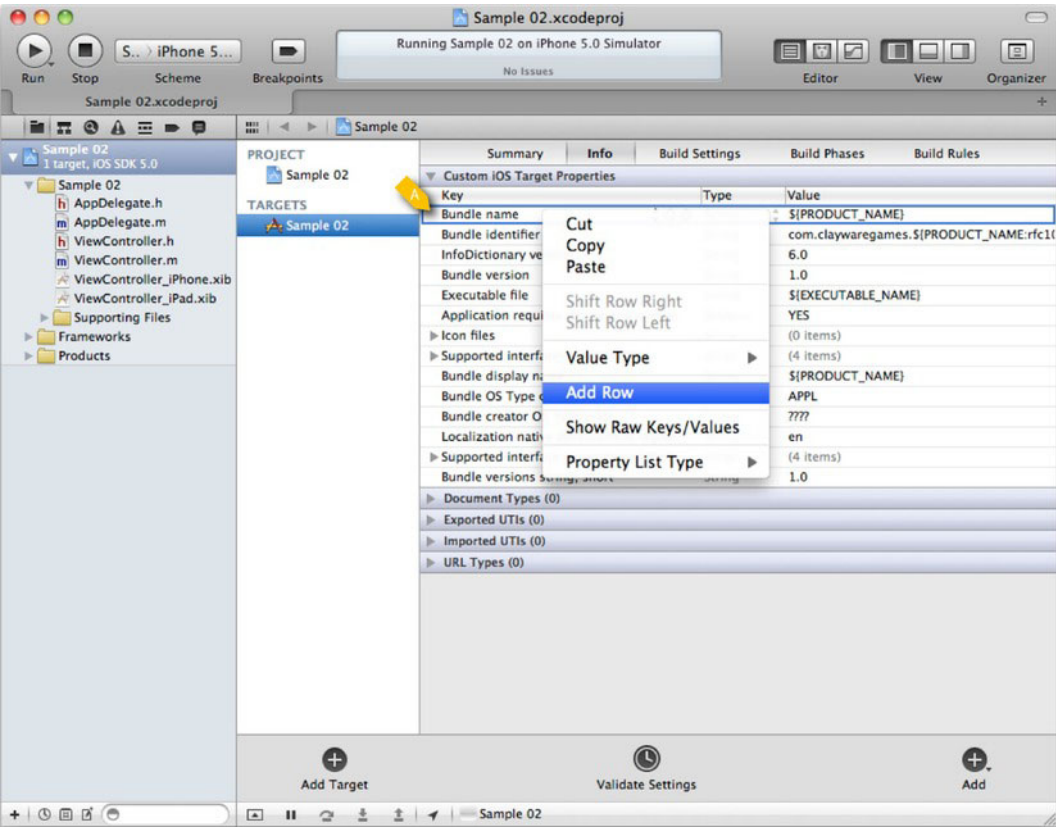 Sample 02.xcodeproj
S.. iPhone 5...
Running Sample 02 on iPhone 5.0 Simulator
No Issues
Run Stop Scheme Breakpoints Editor View Organizer
Sample 02.xcodeproj
Sample 02
Sample 02
1 target, iOS SDK 5.0
Sample 02
AppDelegate.h
AppDelegate.m
ViewController.h
ViewController.m
ViewController_iPhone.xib
ViewController_iPad.xib
Supporting Files
Frameworks
Products
PROJECT
Sample 02
TARGETS
Sample 02
Summary Info Build Settings Build Phases Build Rules
Custom iOS Target Properties
A
Key Type Value
Bundle name ${PRODUCT_NAME}
Bundle identifier com.claywaregames.${PRODUCT_NAME:rfc10
InfoDictionary ve 6.0
Bundle version 1.0
Executable file ${EXECUTABLE_NAME}
Application requi YES
Icon files (0 items)
Supported interfa (4 items)
Bundle display na ${PRODUCT_NAME}
Bundle OS Type c APPL
Bundle creator O ????
Localization nativ en
Supported interfa (4 items)
Bundle versions string, short String 1.0
Cut
Copy
Paste
Shift Row Right
Shift Row Left
Value Type
Add Row
Show Raw Keys/Values
Property List Type
Document Types (0)
Exported UTIs (0)
Imported UTIs (0)
URL Types (0)
Add Target Validate Settings Add
Sample 02